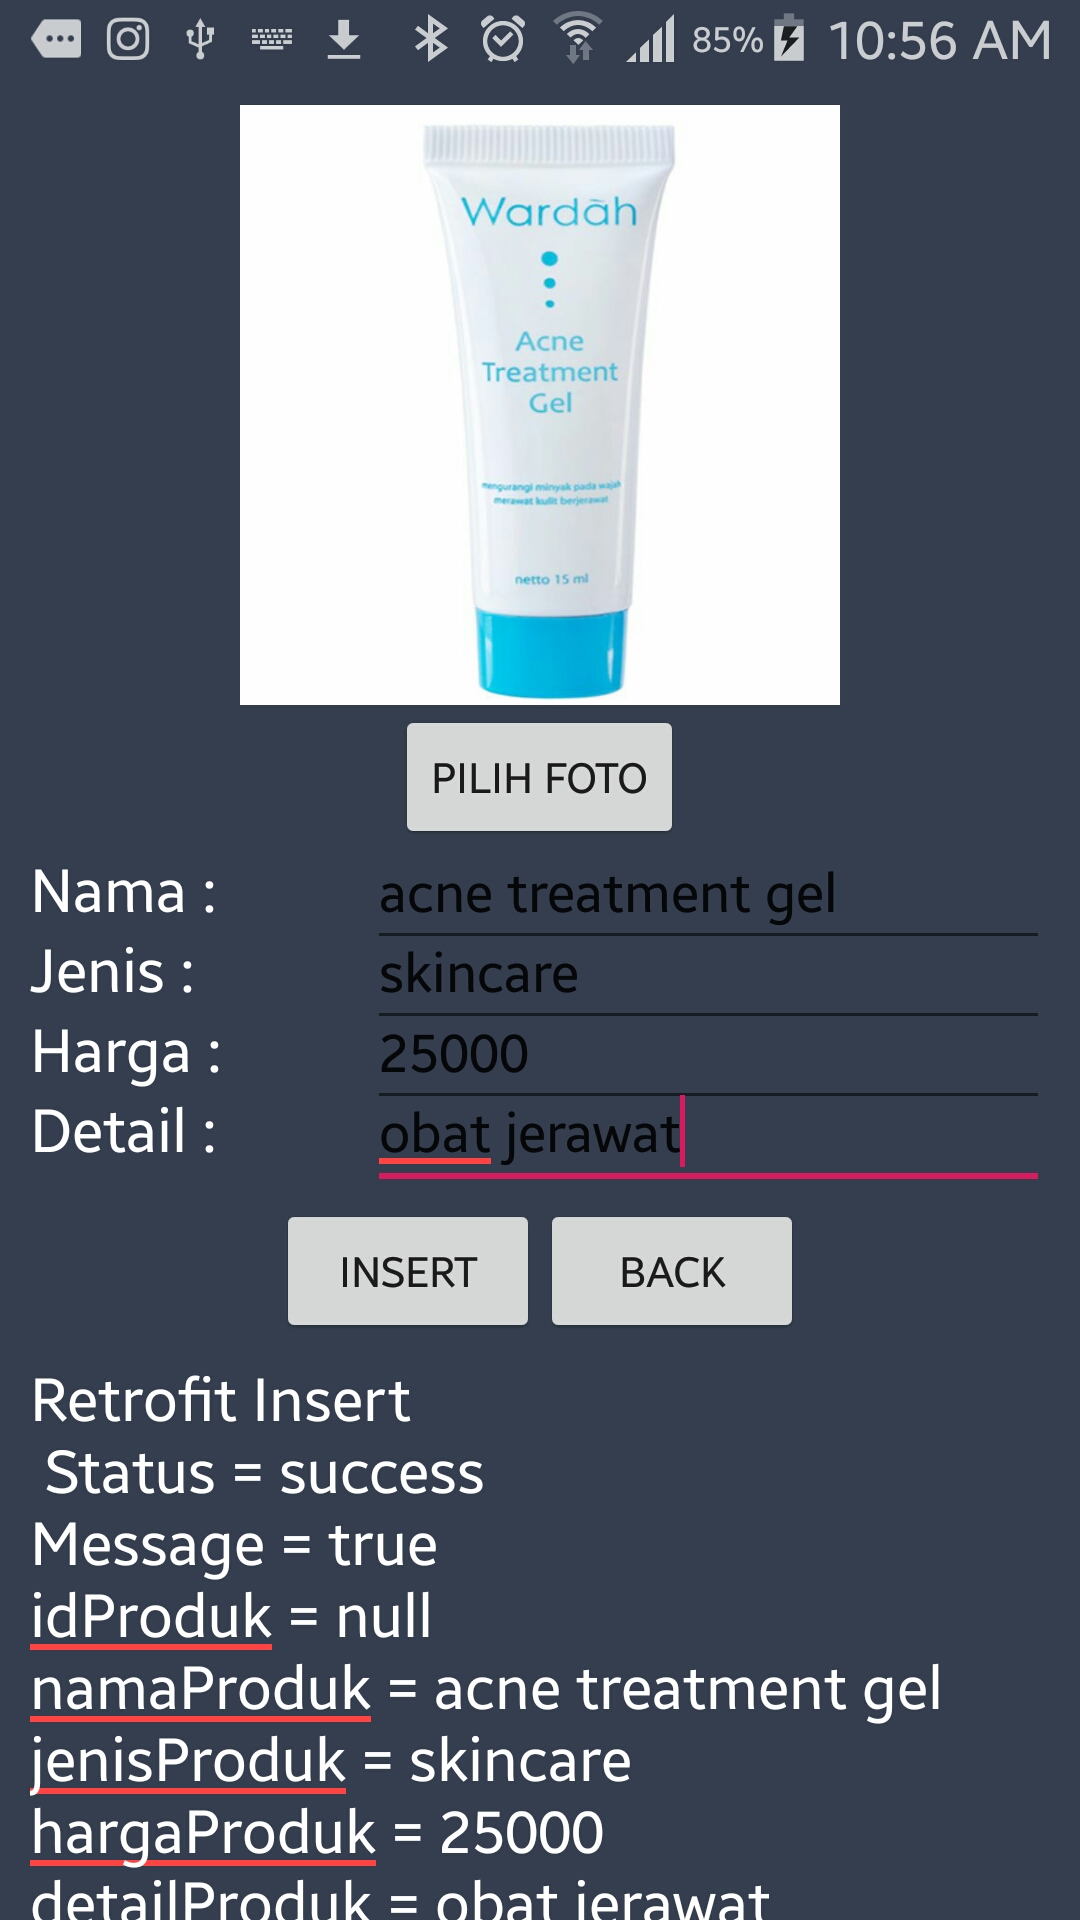 85% 10:56 AM
Wardāh
Acne
Treatment
Gel
mengurangi minyak pada wajah
merawat kulit berjerawat
netto 15 ml
PILIH FOTO
Nama : acne treatment gel
Jenis : skincare
Harga : 25000
Detail : obat jerawat
INSERT BACK
Retrofit Insert
Status = success
Message = true
idProduk = null
namaProduk = acne treatment gel
jenisProduk = skincare
hargaProduk = 25000
detailProduk = obat jerawat